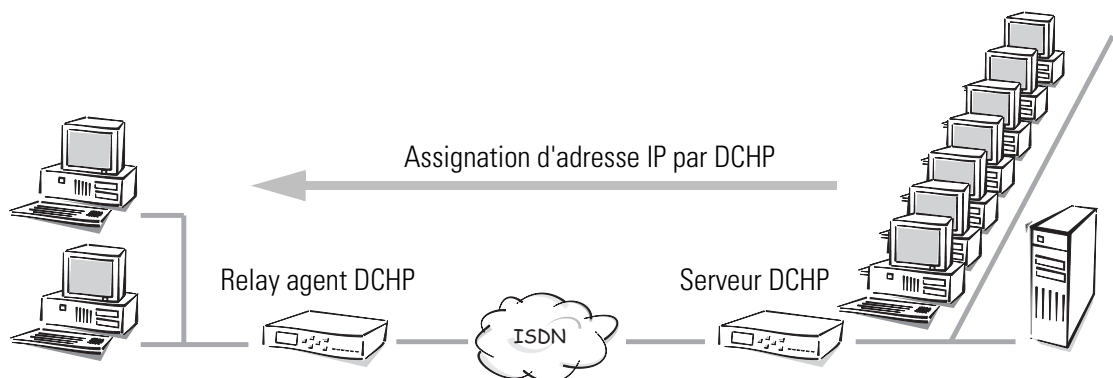 Assignation d'adresse IP par DCHP
Relay agent DCHP
Serveur DCHP
ISDN